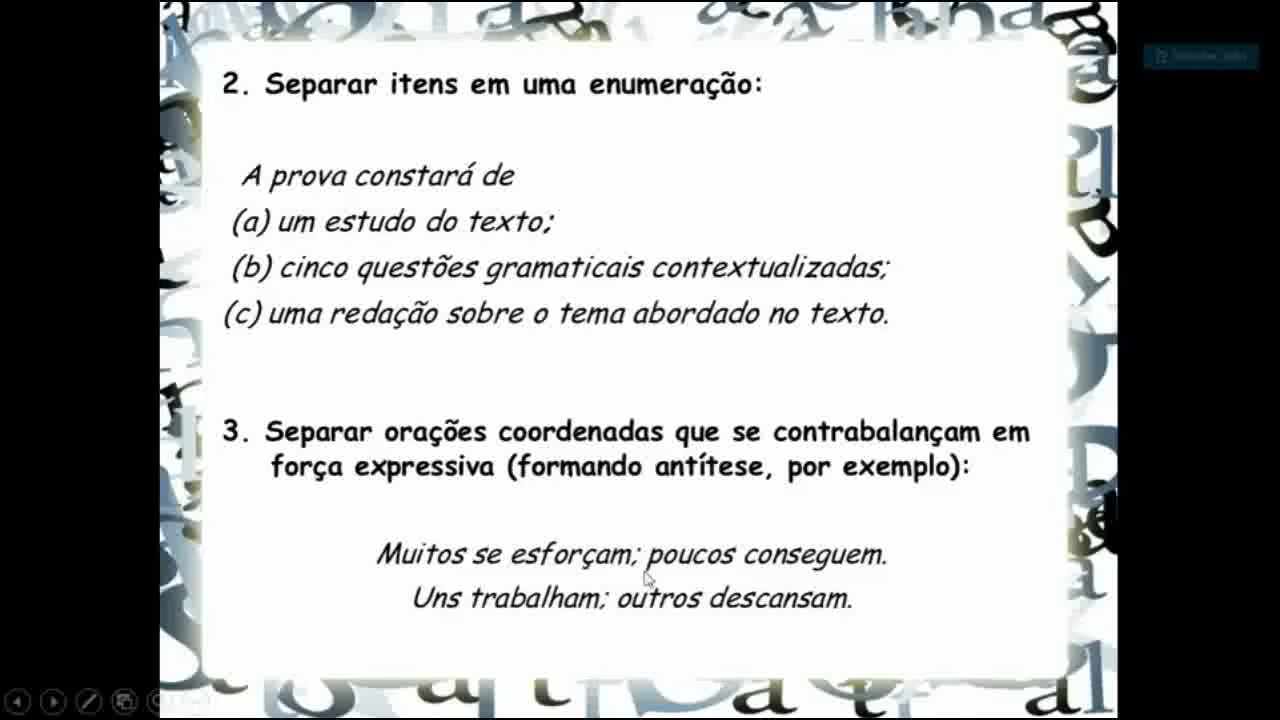 2. Separar itens em uma enumeração:
A prova constará de
(a) um estudo do texto;
(b) cinco questões gramaticais contextualizadas;
(c) uma redação sobre o tema abordado no texto.
3. Separar orações coordenadas que se contrabalançam em
força expressiva (formando antítese, por exemplo):
Muitos se esforçam; poucos conseguem.
Uns trabalham; outros descansam.